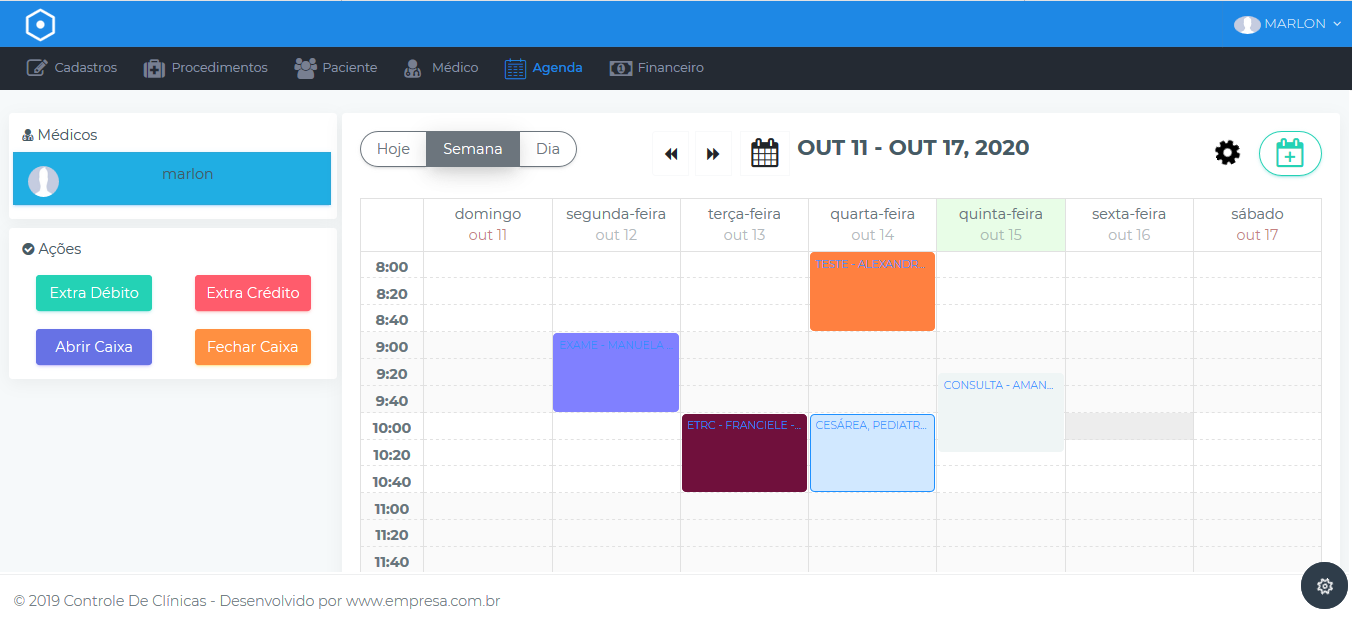 MARLON
Cadastros Procedimentos Paciente Médico Agenda Financeiro
Médicos
marlon
Ações
Extra Débito Extra Crédito
Abrir Caixa Fechar Caixa
Hoje Semana Dia
OUT 11 - OUT 17, 2020
domingo segunda-feira terça-feira quarta-feira quinta-feira sexta-feira sábado
out 11 out 12 out 13 out 14 out 15 out 16 out 17
8:00 TESTE - ALEXANDR...
8:20
8:40
9:00 EXAME - MANUELA ...
9:20
CONSULTA - AMAN...
9:40
10:00 ETRC - FRANCIELE -... CESÁREA, PEDIATR...
10:20
10:40
11:00
11:20
11:40
© 2019 Controle De Clínicas - Desenvolvido por www.empresa.com.br